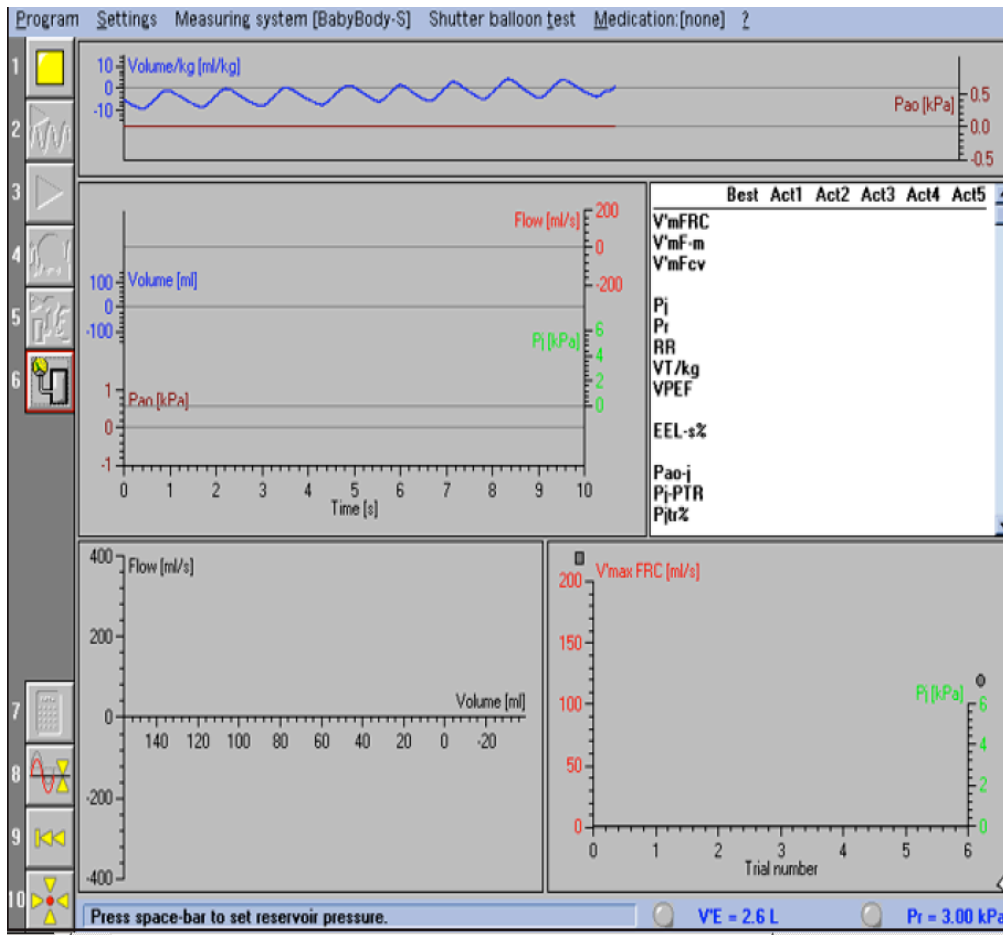 Program Settings Measuring system [BabyBody-S] Shutter balloon test Medication:[none] ?
1
2
3
4
5
6
7
8
9
10
10
0
-10
Volume/kg [ml/kg]
Pao [kPa]
0.5
0.0
-0.5
Flow [ml/s]
200
0
-200
100
0
-100
Volume [ml]
Pj [kPa]
6
4
2
0
1
0
-1
Pao [kPa]
0 1 2 3 4 5 6 7 8 9 10
Time [s]
Best Act1 Act2 Act3 Act4 Act5
V'mFRC
V'mF-m
V'mFcv
Pj
Pr
RR
VT/kg
VPEF
EEL-s%
Pao-j
Pj-PTR
Pjtr%
400
200
0
-200
-400
Flow [ml/s]
Volume [ml]
140 120 100 80 60 40 20 0 -20
V'max FRC [ml/s]
200
150
100
50
0
Pj [kPa]
6
4
2
0
0 1 2 3 4 5 6
Trial number
Press space-bar to set reservoir pressure.
V'E = 2.6 L
Pr = 3.00 kPa